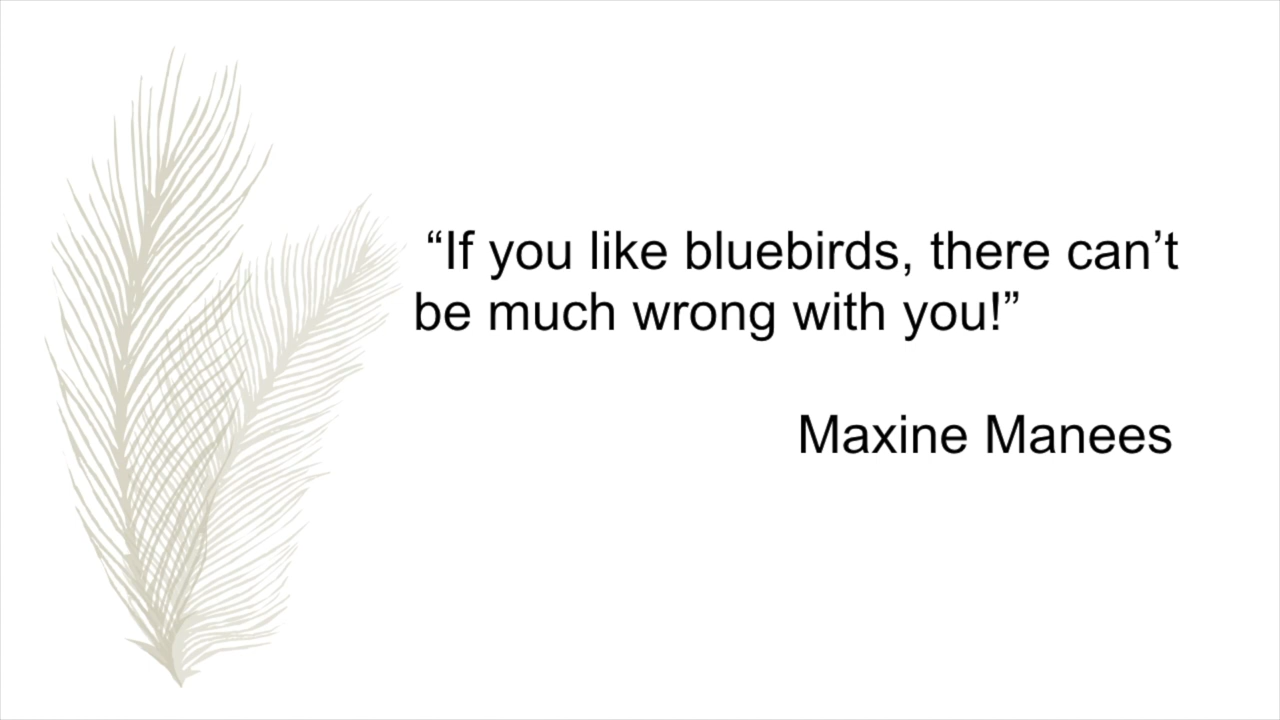 “If you like bluebirds, there can’t
be much wrong with you!”
Maxine Manees